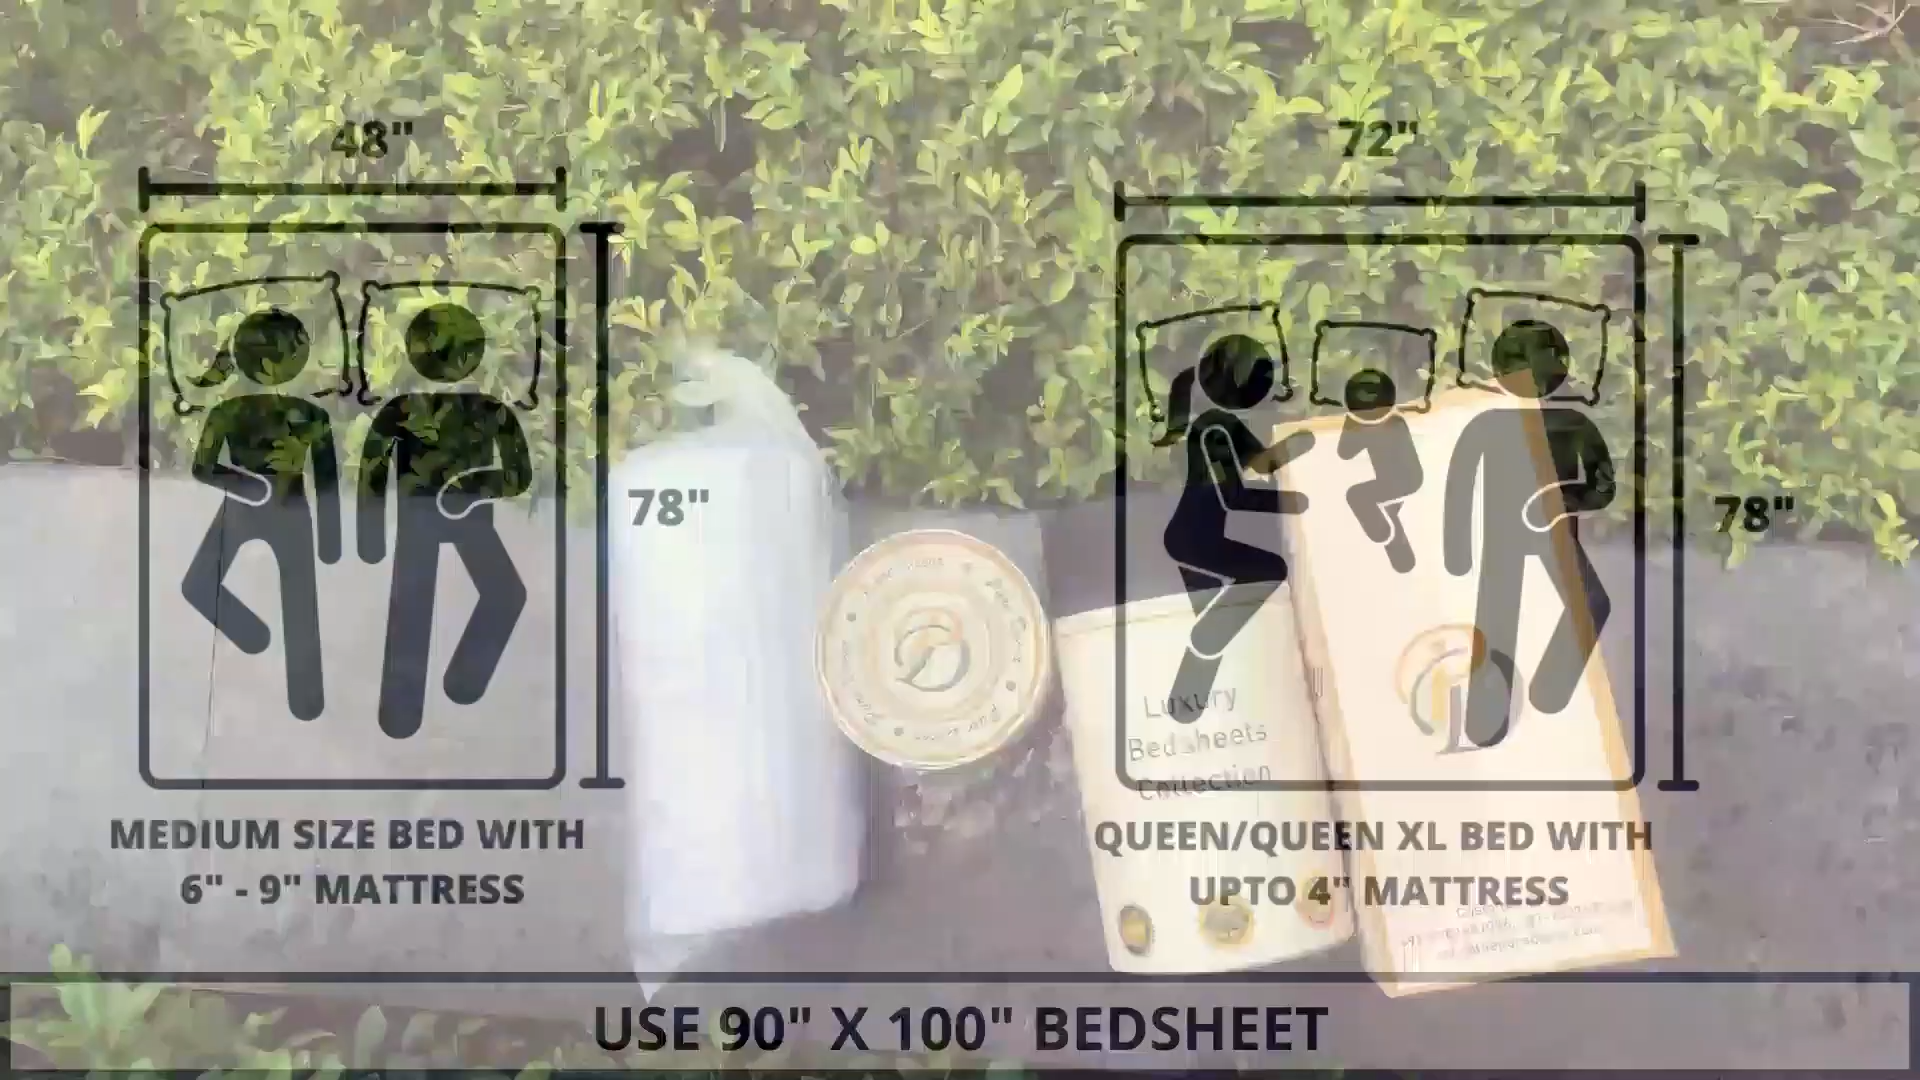 48"
72"
78"
78"
Luxury
Bedsheets
Collection
MEDIUM SIZE BED WITH
6" - 9" MATTRESS
QUEEN/QUEEN XL BED WITH
UPTO 4" MATTRESS
USE 90" X 100" BEDSHEET